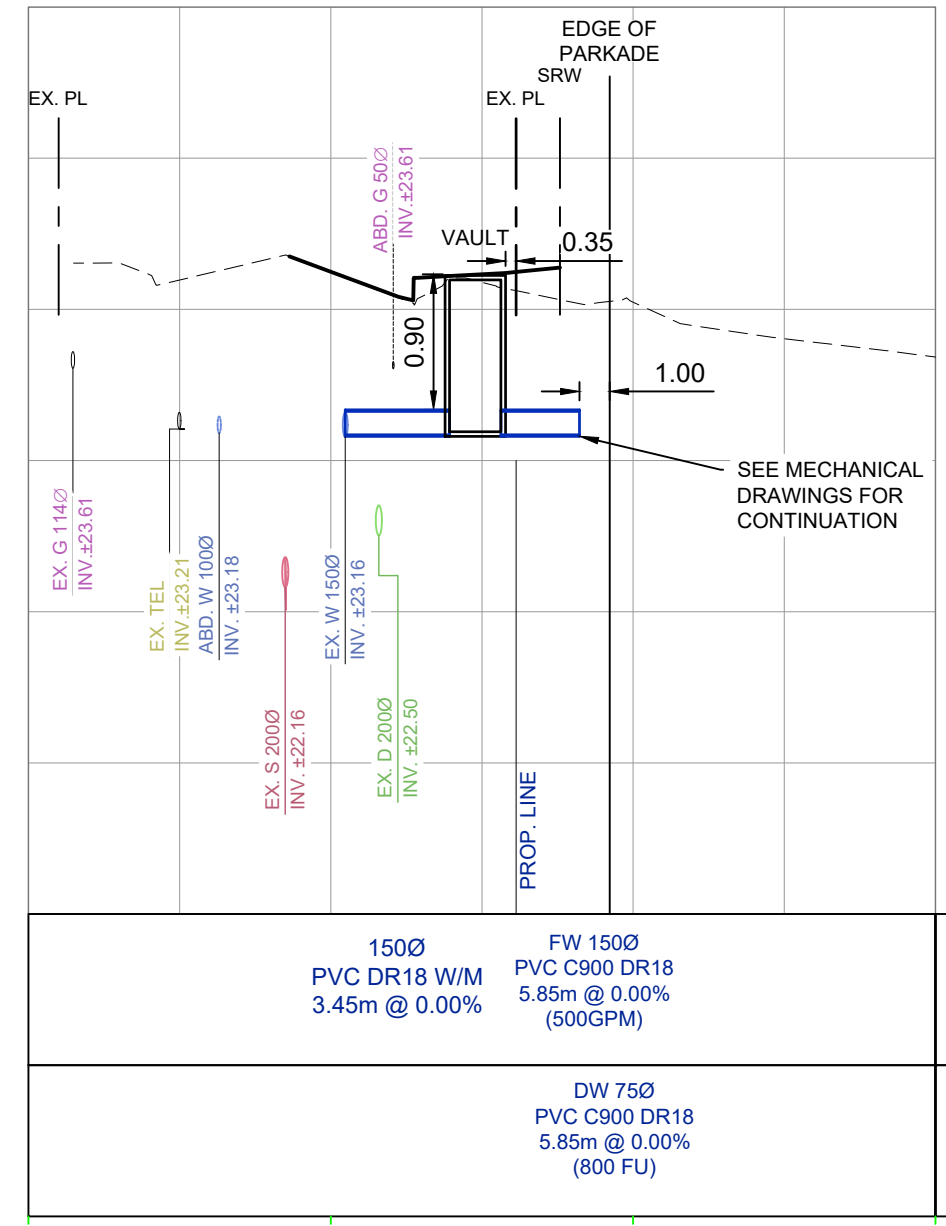 EDGE OF
PARKADE
SRW
EX. PL
EX. PL
ABD. G 50Ø
INV.±23.61
VAULT
0.35
0.90
1.00
SEE MECHANICAL
DRAWINGS FOR
CONTINUATION
EX. G 114Ø
INV.±23.61
EX. TEL
INV.±23.21
ABD. W 100Ø
INV. ±23.18
EX. S 200Ø
INV. ±22.16
EX. W 150Ø
INV. ±23.16
EX. D 200Ø
INV. ±22.50
PROP. LINE
150Ø
PVC DR18 W/M
3.45m @ 0.00%
FW 150Ø
PVC C900 DR18
5.85m @ 0.00%
(500GPM)
DW 75Ø
PVC C900 DR18
5.85m @ 0.00%
(800 FU)